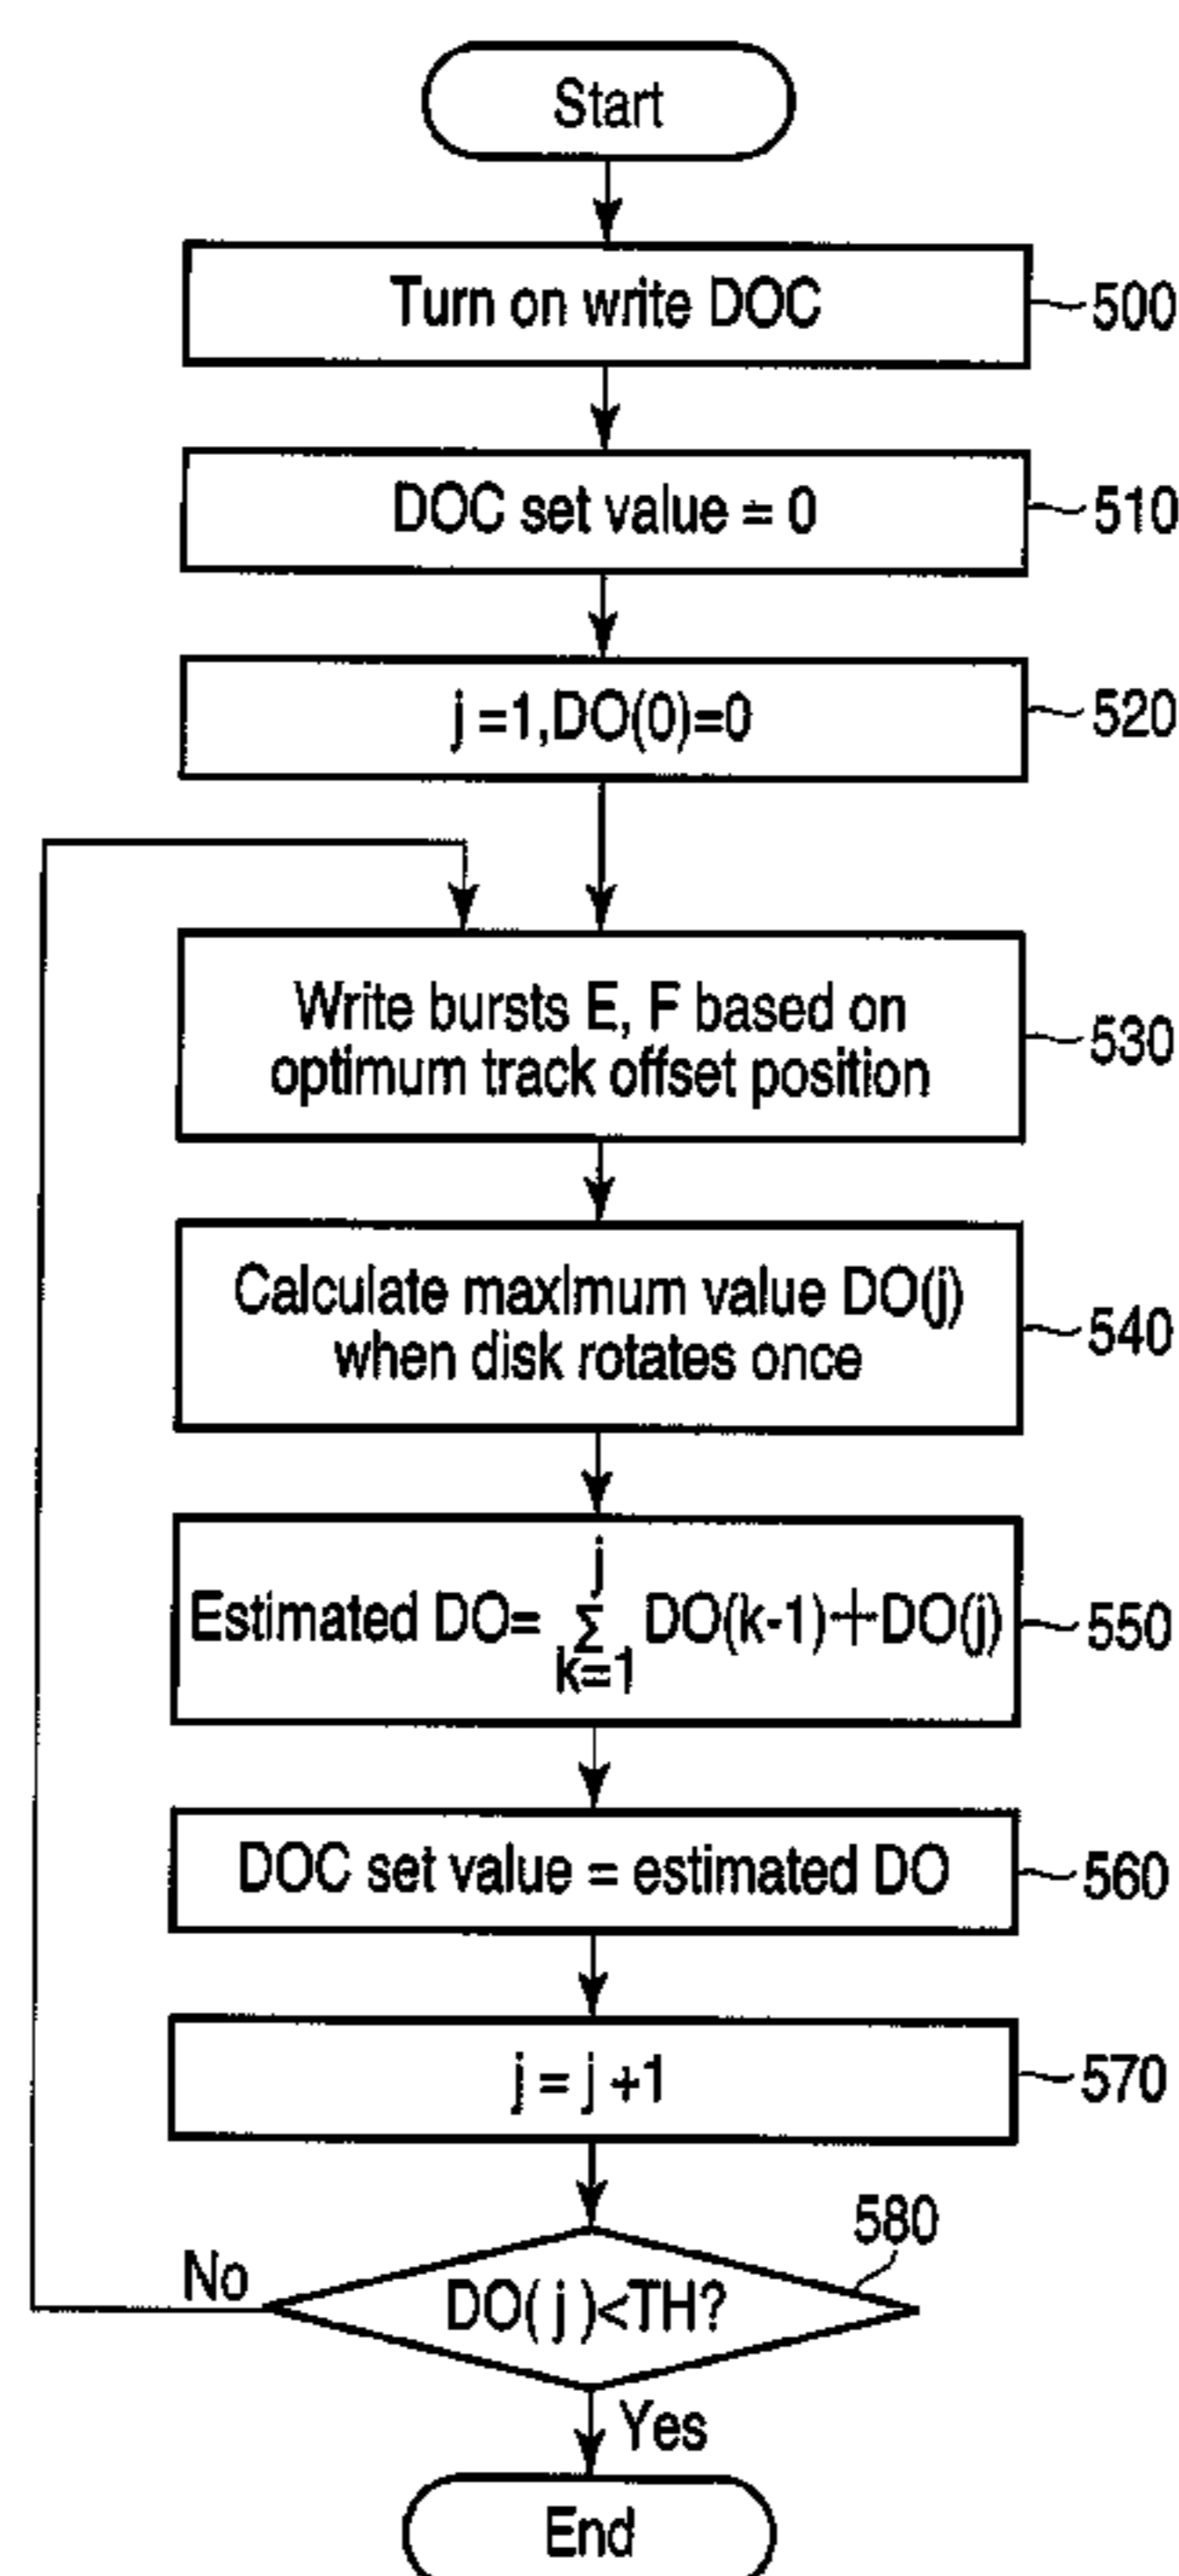 Start
Turn on write DOC
500
DOC set value = 0
510
j =1,DO(0)=0
520
Write bursts E, F based on
optimum track offset position
530
Calculate maximum value DO(j)
when disk rotates once
540
j
Estimated DO= Σ DO(k-1)+DO(j)
k=1
550
DOC set value = estimated DO
560
j = j +1
570
580
No
DO( j )<TH?
Yes
End